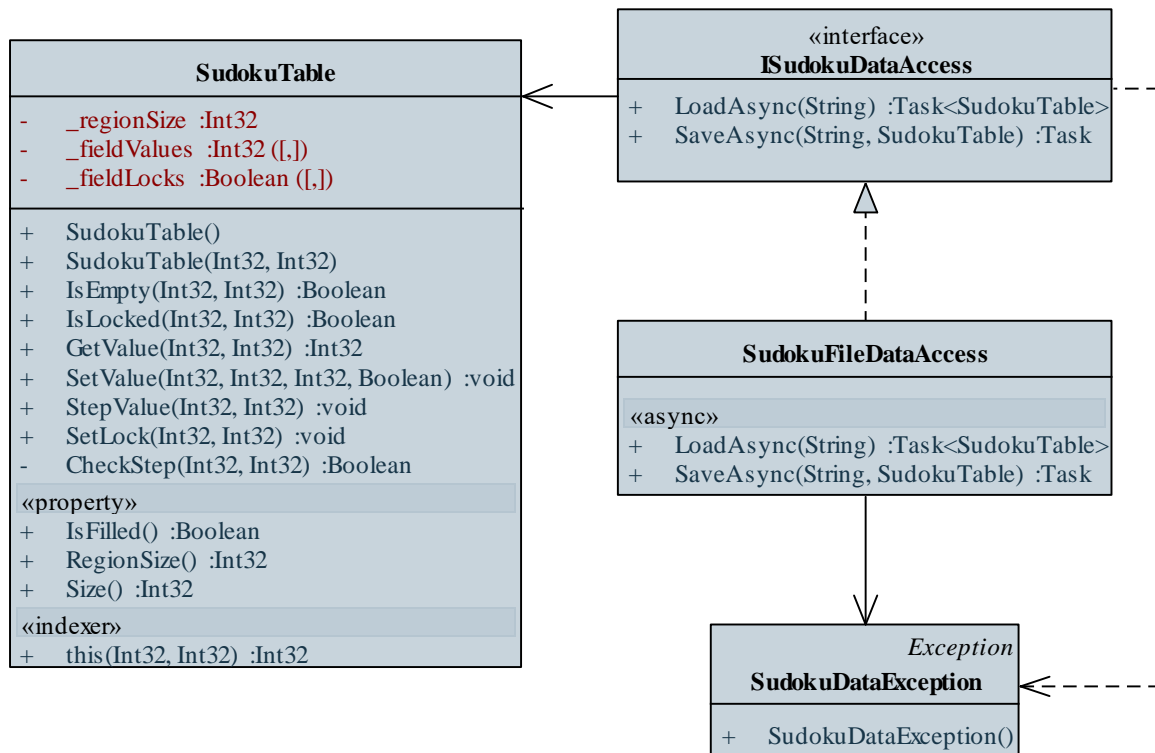 SudokuTable
- _regionSize :Int32
- _fieldValues :Int32 ([,])
- _fieldLocks :Boolean ([,])
+ SudokuTable()
+ SudokuTable(Int32, Int32)
+ IsEmpty(Int32, Int32) :Boolean
+ IsLocked(Int32, Int32) :Boolean
+ GetValue(Int32, Int32) :Int32
+ SetValue(Int32, Int32, Int32, Boolean) :void
+ StepValue(Int32, Int32) :void
+ SetLock(Int32, Int32) :void
- CheckStep(Int32, Int32) :Boolean
«property»
+ IsFilled() :Boolean
+ RegionSize() :Int32
+ Size() :Int32
«indexer»
+ this(Int32, Int32) :Int32
«interface»
ISudokuDataAccess
+ LoadAsync(String) :Task<SudokuTable>
+ SaveAsync(String, SudokuTable) :Task
SudokuFileDataAccess
«async»
+ LoadAsync(String) :Task<SudokuTable>
+ SaveAsync(String, SudokuTable) :Task
Exception
SudokuDataException
+ SudokuDataException()